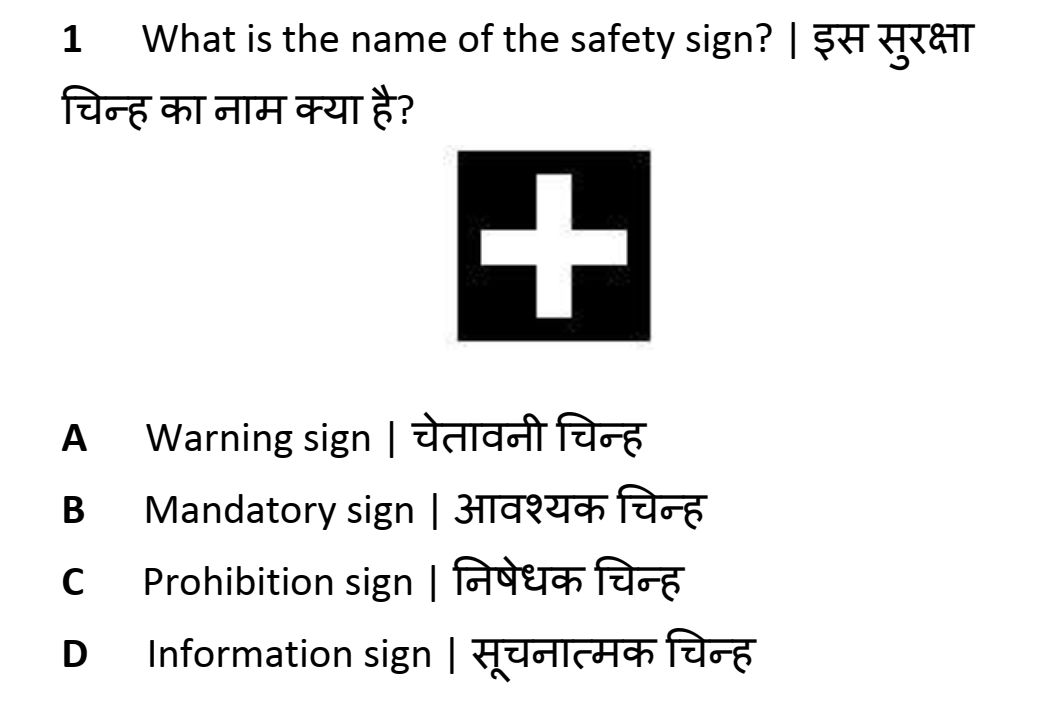 1 What is the name of the safety sign? | इस सुरक्षा
चिन्ह का नाम क्या है?
A Warning sign | चेतावनी चिन्ह
B Mandatory sign | आवश्यक चिन्ह
C Prohibition sign | निषेधक चिन्ह
D Information sign | सूचनात्मक चिन्ह